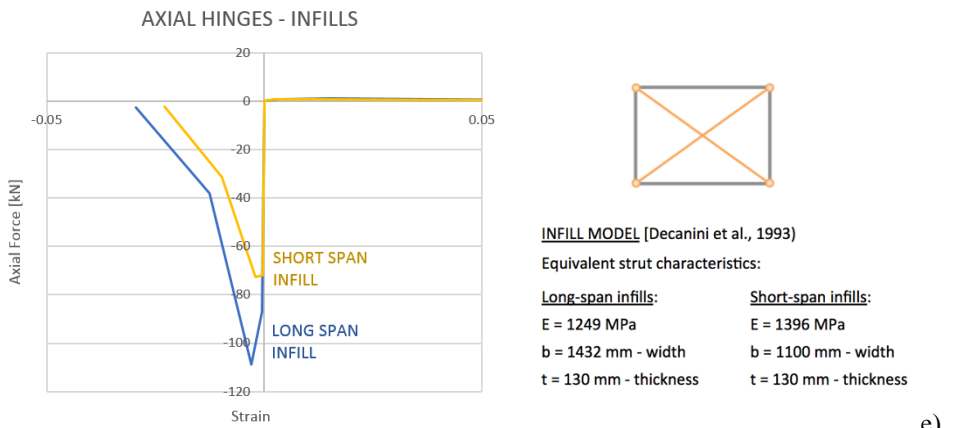 AXIAL HINGES - INFILLS
20
0
-0.05
0.05
-20
-40
-60
-80
-100
-120
Axial Force [kN]
Strain
SHORT SPAN
INFILL
LONG SPAN
INFILL
INFILL MODEL [Decanini et al., 1993)
Equivalent strut characteristics:
Long-span infills:
E = 1249 MPa
b = 1432 mm - width
t = 130 mm - thickness
Short-span infills:
E = 1396 MPa
b = 1100 mm - width
t = 130 mm - thickness
e)